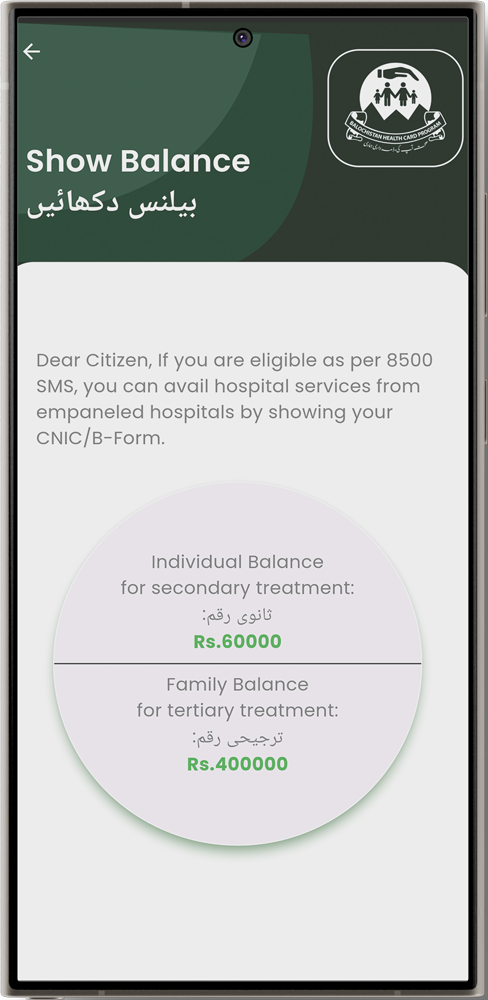 Show Balance
بیلنس دکھائیں
BALOCHISTAN HEALTH CARD PROGRAM
Dear Citizen, If you are eligible as per 8500
SMS, you can avail hospital services from
empaneled hospitals by showing your
CNIC/B-Form.
Individual Balance
for secondary treatment:
ثانوی رقم:
Rs.60000
Family Balance
for tertiary treatment:
ترجیحی رقم:
Rs.400000